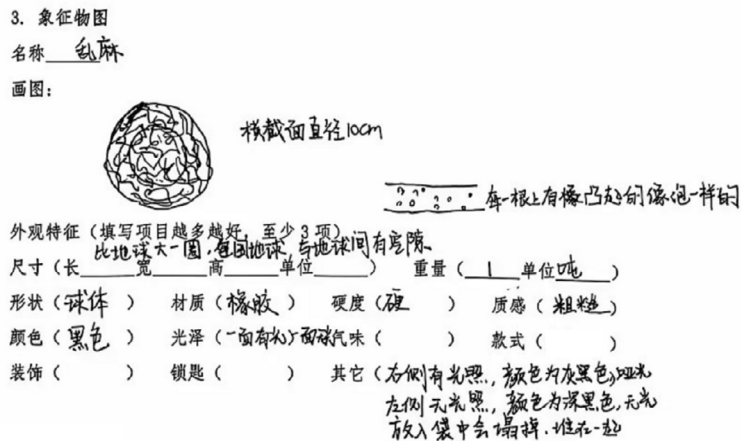 3. 象征物图
名称 乱麻
画图：
横截面直径10cm
每一根上有像凸起的像泡一样的
外观特征（填写项目越多越好，至少3项）
比地球大一圈，包围地球，与地球间有空隙。
尺寸（长 宽 高 单位 ） 重量（ 1 单位吨 ）
形状（球体 ） 材质（橡胶 ） 硬度（硬 ） 质感（ 粗糙 ）
颜色（黑色 ） 光泽（一面有光一面没 气味（ ） 款式（ ）
装饰（ ） 锁匙（ ） 其它（右侧有光照，颜色为灰黑色，哑光
左侧无光照，颜色为深黑色，无光
放入袋中会塌掉．堆在一起